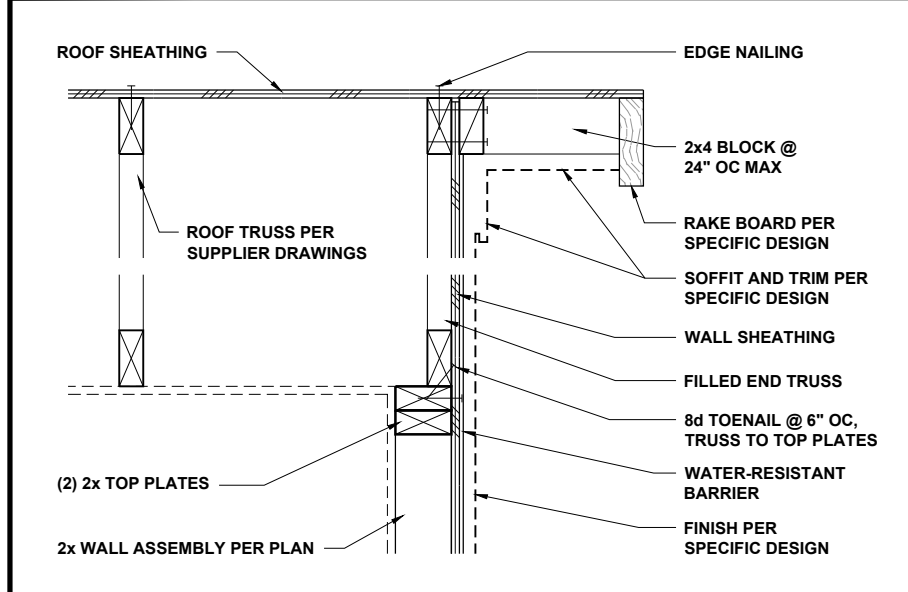 ROOF SHEATHING
EDGE NAILING
2x4 BLOCK @
24" OC MAX
ROOF TRUSS PER
SUPPLIER DRAWINGS
RAKE BOARD PER
SPECIFIC DESIGN
SOFFIT AND TRIM PER
SPECIFIC DESIGN
WALL SHEATHING
FILLED END TRUSS
8d TOENAIL @ 6" OC,
TRUSS TO TOP PLATES
(2) 2x TOP PLATES
WATER-RESISTANT
BARRIER
2x WALL ASSEMBLY PER PLAN
FINISH PER
SPECIFIC DESIGN